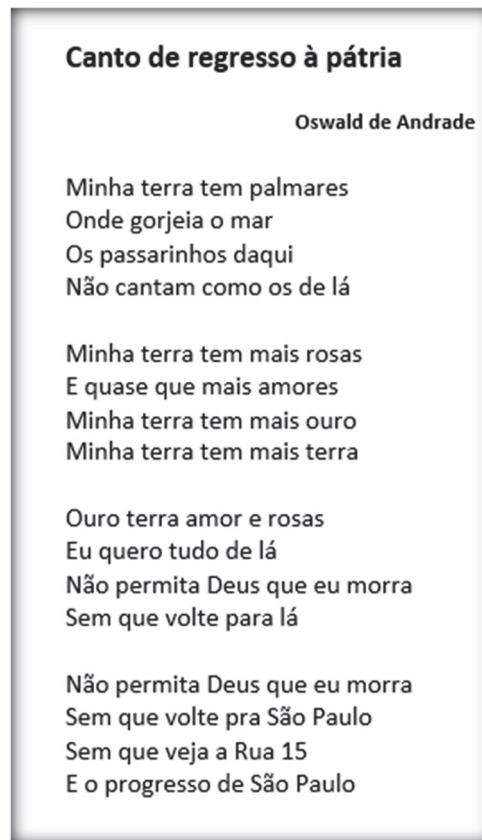 Canto de regresso à pátria
Oswald de Andrade
Minha terra tem palmares
Onde gorjeia o mar
Os passarinhos daqui
Não cantam como os de lá
Minha terra tem mais rosas
E quase que mais amores
Minha terra tem mais ouro
Minha terra tem mais terra
Ouro terra amor e rosas
Eu quero tudo de lá
Não permita Deus que eu morra
Sem que volte para lá
Não permita Deus que eu morra
Sem que volte pra São Paulo
Sem que veja a Rua 15
E o progresso de São Paulo